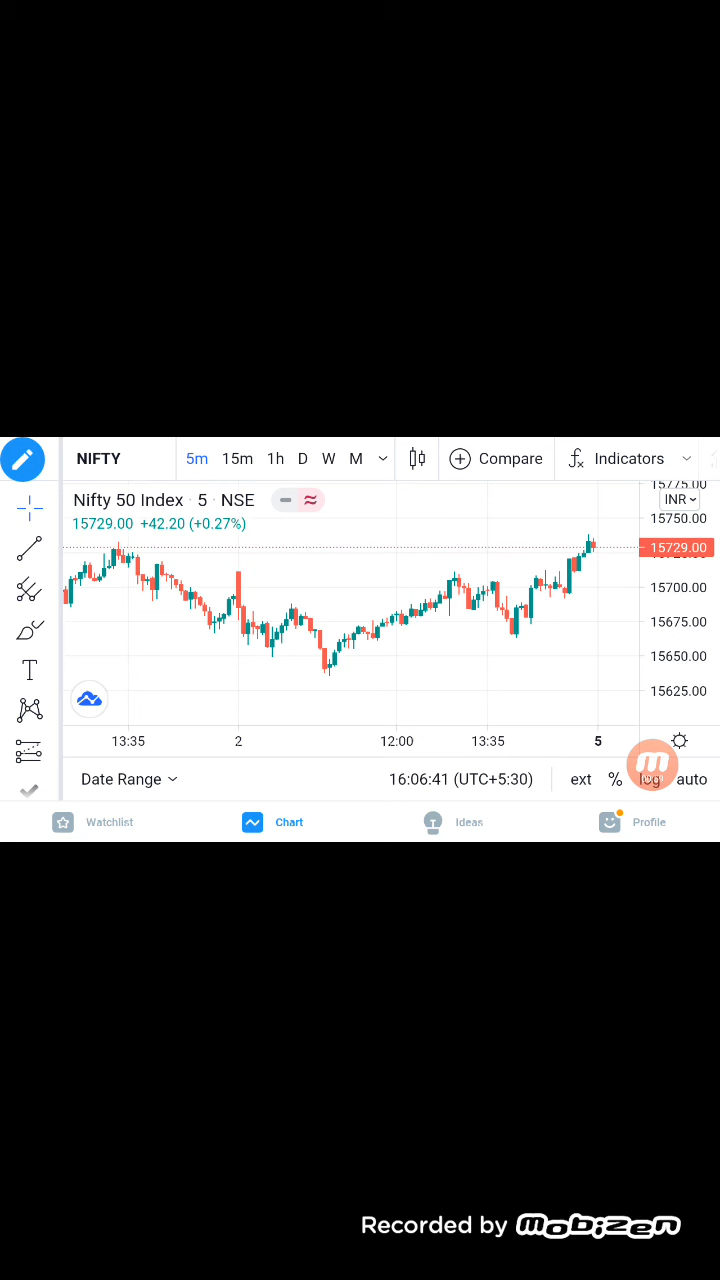 NIFTY 5m 15m 1h D W M Compare Indicators
15775.00
Nifty 50 Index · 5 · NSE INR
15729.00 +42.20 (+0.27%) 15750.00
15729.00
15700.00
15675.00
15650.00
15625.00
T
13:35 2 12:00 13:35 5
Date Range 16:06:41 (UTC+5:30) ext % log auto
Watchlist Chart Ideas Profile
Recorded by mobizen